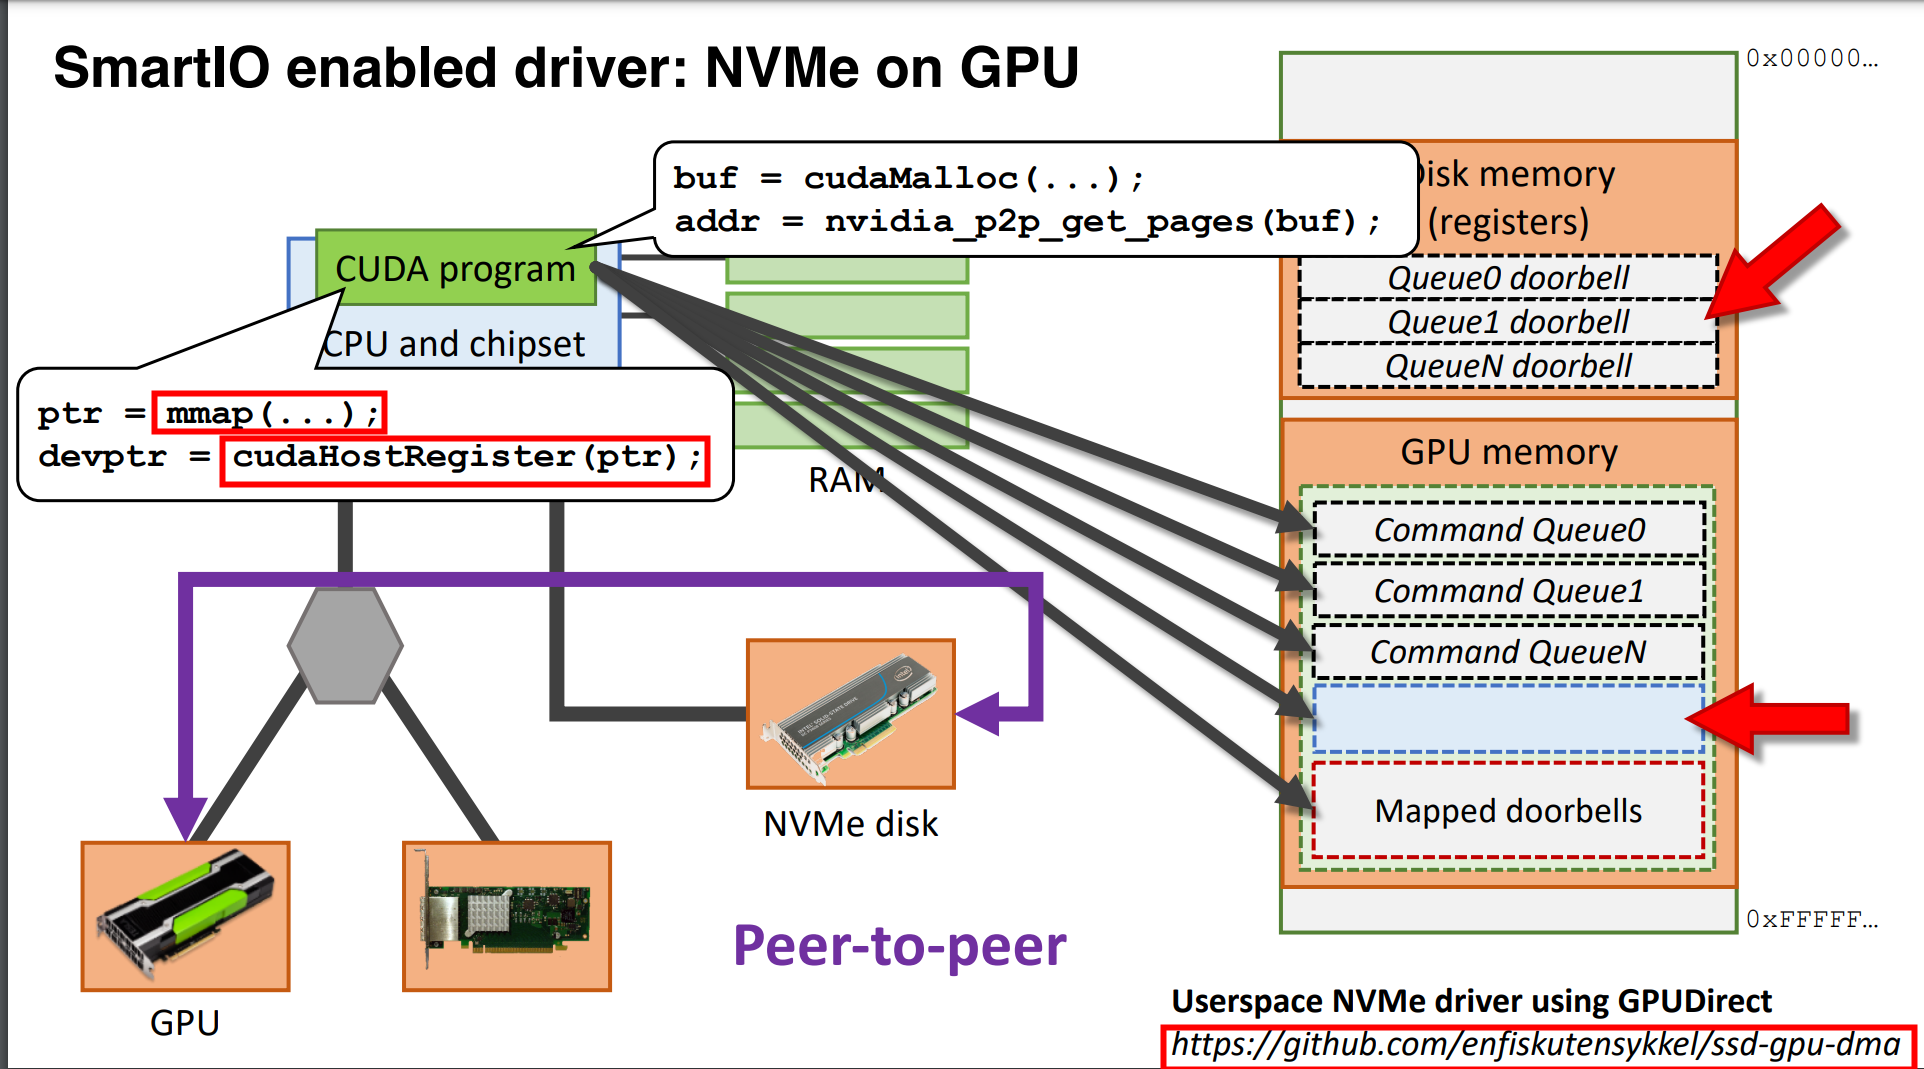 SmartIO enabled driver: NVMe on GPU
0x00000…
buf = cudaMalloc(...);
addr = nvidia_p2p_get_pages(buf);
isk memory
(registers)
Queue0 doorbell
Queue1 doorbell
QueueN doorbell
CUDA program
CPU and chipset
ptr = mmap(...);
devptr = cudaHostRegister(ptr);
RAM
GPU memory
Command Queue0
Command Queue1
Command QueueN
Mapped doorbells
NVMe disk
GPU
Peer-to-peer
0xFFFFF…
Userspace NVMe driver using GPUDirect
https://github.com/enfiskutensykkel/ssd-gpu-dma